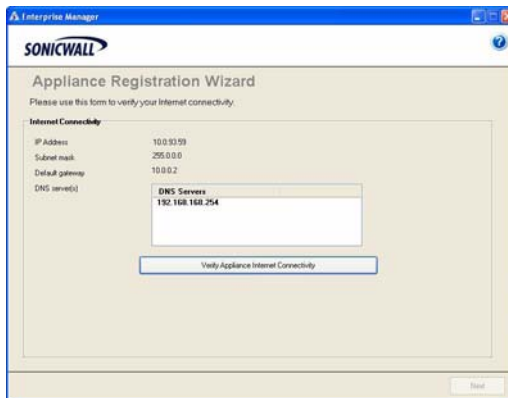 Enterprise Manager
SONICWALL
?
Appliance Registration Wizard
Please use this form to verify your Internet connectivity.
Internet Connectivity
IP Address 10.0.93.59
Subnet mask 255.0.0.0
Default gateway 10.0.0.2
DNS server(s)
DNS Servers
192.168.168.254
Verify Appliance Internet Connectivity
Next